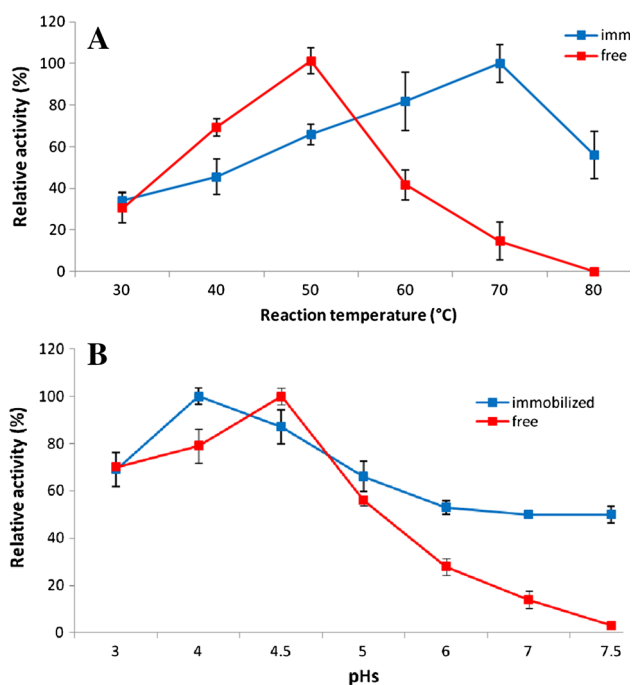 A
120
100
80
60
40
20
0
Relative activity (%)
imm
free
30 40 50 60 70 80
Reaction temperature (°C)
B
120
100
80
60
40
20
0
Relative activity (%)
immobilized
free
3 4 4.5 5 6 7 7.5
pHs